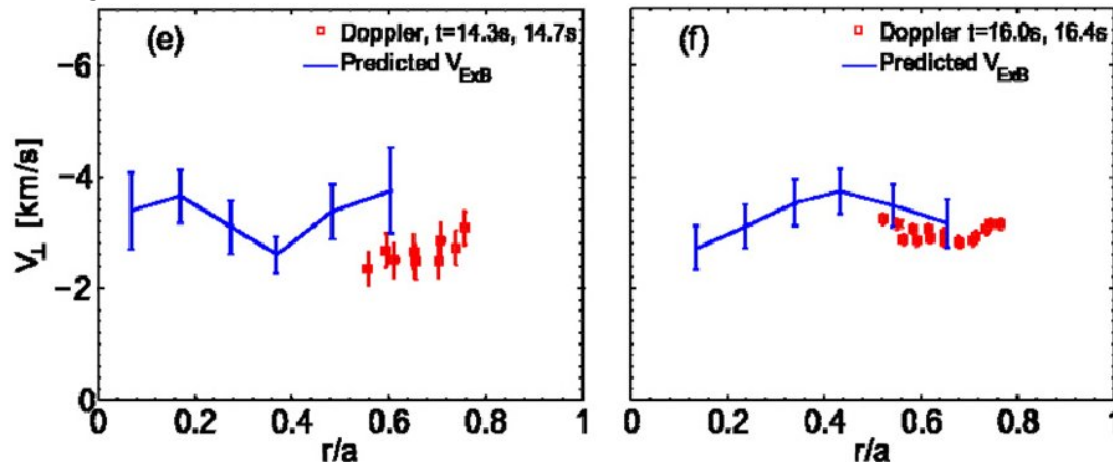 (e)
Doppler, t=14.3s, 14.7s
Predicted V_ExB
−6
−4
−2
0
V⊥ [km/s]
0 0.2 0.4 0.6 0.8 1
r/a
(f)
Doppler t=16.0s, 16.4s
Predicted V_ExB
0 0.2 0.4 0.6 0.8 1
r/a